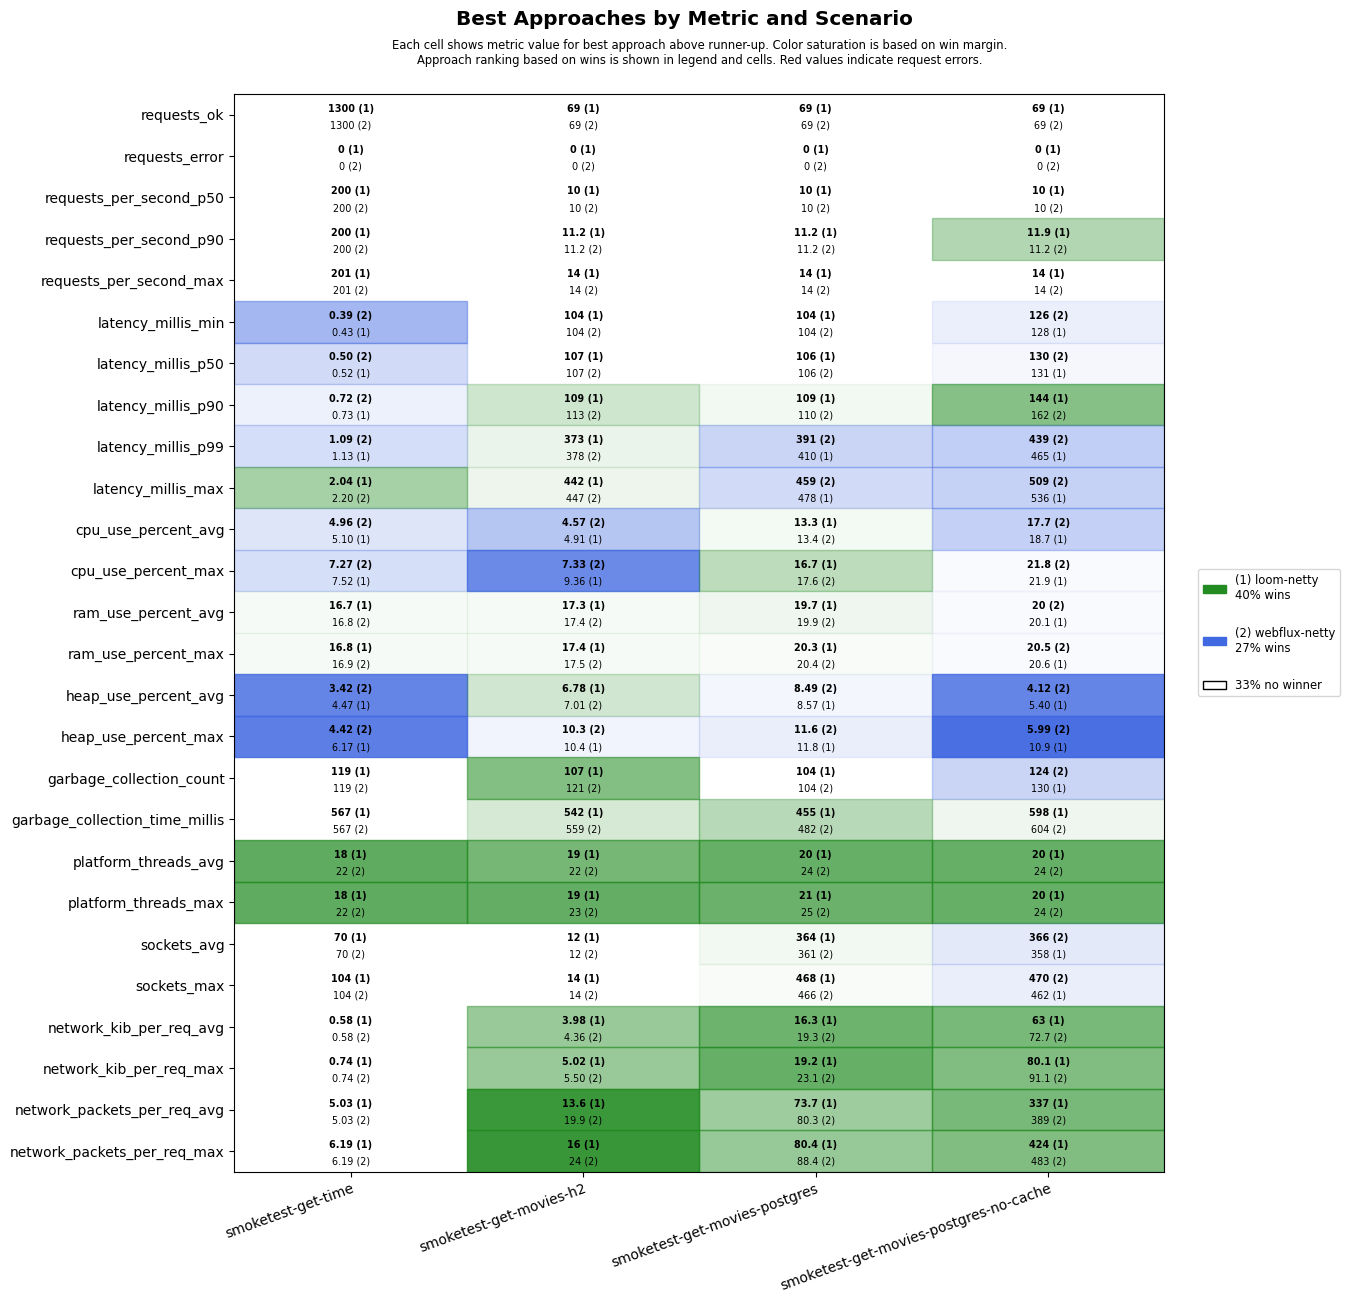 Best Approaches by Metric and Scenario
Each cell shows metric value for best approach above runner-up. Color saturation is based on win margin.
Approach ranking based on wins is shown in legend and cells. Red values indicate request errors.
requests_ok
1300 (1) 69 (1) 69 (1) 69 (1)
1300 (2) 69 (2) 69 (2) 69 (2)
requests_error
0 (1) 0 (1) 0 (1) 0 (1)
0 (2) 0 (2) 0 (2) 0 (2)
requests_per_second_p50
200 (1) 10 (1) 10 (1) 10 (1)
200 (2) 10 (2) 10 (2) 10 (2)
requests_per_second_p90
200 (1) 11.2 (1) 11.2 (1) 11.9 (1)
200 (2) 11.2 (2) 11.2 (2) 11.2 (2)
requests_per_second_max
201 (1) 14 (1) 14 (1) 14 (1)
201 (2) 14 (2) 14 (2) 14 (2)
latency_millis_min
0.39 (2) 104 (1) 104 (1) 126 (2)
0.43 (1) 104 (2) 104 (2) 128 (1)
latency_millis_p50
0.50 (2) 107 (1) 106 (1) 130 (2)
0.52 (1) 107 (2) 106 (2) 131 (1)
latency_millis_p90
0.72 (2) 109 (1) 109 (1) 144 (1)
0.73 (1) 113 (2) 110 (2) 162 (2)
latency_millis_p99
1.09 (2) 373 (1) 391 (2) 439 (2)
1.13 (1) 378 (2) 410 (1) 465 (1)
latency_millis_max
2.04 (1) 442 (1) 459 (2) 509 (2)
2.20 (2) 447 (2) 478 (1) 536 (1)
cpu_use_percent_avg
4.96 (2) 4.57 (2) 13.3 (1) 17.7 (2)
5.10 (1) 4.91 (1) 13.4 (2) 18.7 (1)
cpu_use_percent_max
7.27 (2) 7.33 (2) 16.7 (1) 21.8 (2)
7.52 (1) 9.36 (1) 17.6 (2) 21.9 (1)
ram_use_percent_avg
16.7 (1) 17.3 (1) 19.7 (1) 20 (2)
16.8 (2) 17.4 (2) 19.9 (2) 20.1 (1)
ram_use_percent_max
16.8 (1) 17.4 (1) 20.3 (1) 20.5 (2)
16.9 (2) 17.5 (2) 20.4 (2) 20.6 (1)
heap_use_percent_avg
3.42 (2) 6.78 (1) 8.49 (2) 4.12 (2)
4.47 (1) 7.01 (2) 8.57 (1) 5.40 (1)
heap_use_percent_max
4.42 (2) 10.3 (2) 11.6 (2) 5.99 (2)
6.17 (1) 10.4 (1) 11.8 (1) 10.9 (1)
garbage_collection_count
119 (1) 107 (1) 104 (1) 124 (2)
119 (2) 121 (2) 104 (2) 130 (1)
garbage_collection_time_millis
567 (1) 542 (1) 455 (1) 598 (1)
567 (2) 559 (2) 482 (2) 604 (2)
platform_threads_avg
18 (1) 19 (1) 20 (1) 20 (1)
22 (2) 22 (2) 24 (2) 24 (2)
platform_threads_max
18 (1) 19 (1) 21 (1) 20 (1)
22 (2) 23 (2) 25 (2) 24 (2)
sockets_avg
70 (1) 12 (1) 364 (1) 366 (2)
70 (2) 12 (2) 361 (2) 358 (1)
sockets_max
104 (1) 14 (1) 468 (1) 470 (2)
104 (2) 14 (2) 466 (2) 462 (1)
network_kib_per_req_avg
0.58 (1) 3.98 (1) 16.3 (1) 63 (1)
0.58 (2) 4.36 (2) 19.3 (2) 72.7 (2)
network_kib_per_req_max
0.74 (1) 5.02 (1) 19.2 (1) 80.1 (1)
0.74 (2) 5.50 (2) 23.1 (2) 91.1 (2)
network_packets_per_req_avg
5.03 (1) 13.6 (1) 73.7 (1) 337 (1)
5.03 (2) 19.9 (2) 80.3 (2) 389 (2)
network_packets_per_req_max
6.19 (1) 16 (1) 80.4 (1) 424 (1)
6.19 (2) 24 (2) 88.4 (2) 483 (2)
smoketest-get-time
smoketest-get-movies-h2
smoketest-get-movies-postgres
smoketest-get-movies-postgres-no-cache
(1) loom-netty
40% wins
(2) webflux-netty
27% wins
33% no winner